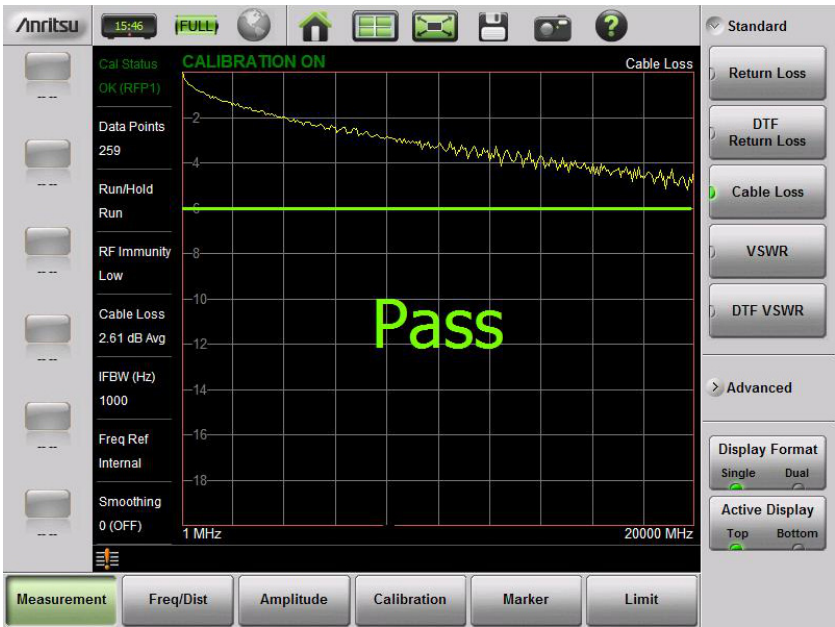 Anritsu
15:46
FULL
?
Standard
Return Loss
DTF
Return Loss
Cable Loss
VSWR
DTF VSWR
Advanced
Display Format
Single Dual
Active Display
Top Bottom
-- --
-- --
-- --
-- --
-- --
-- --
Cal Status
OK (RFP1)
Data Points
259
Run/Hold
Run
RF Immunity
Low
Cable Loss
2.61 dB Avg
IFBW (Hz)
1000
Freq Ref
Internal
Smoothing
0 (OFF)
CALIBRATION ON
Cable Loss
-2
-4
-6
-8
-10
-12
-14
-16
-18
Pass
1 MHz
20000 MHz
Measurement
Freq/Dist
Amplitude
Calibration
Marker
Limit